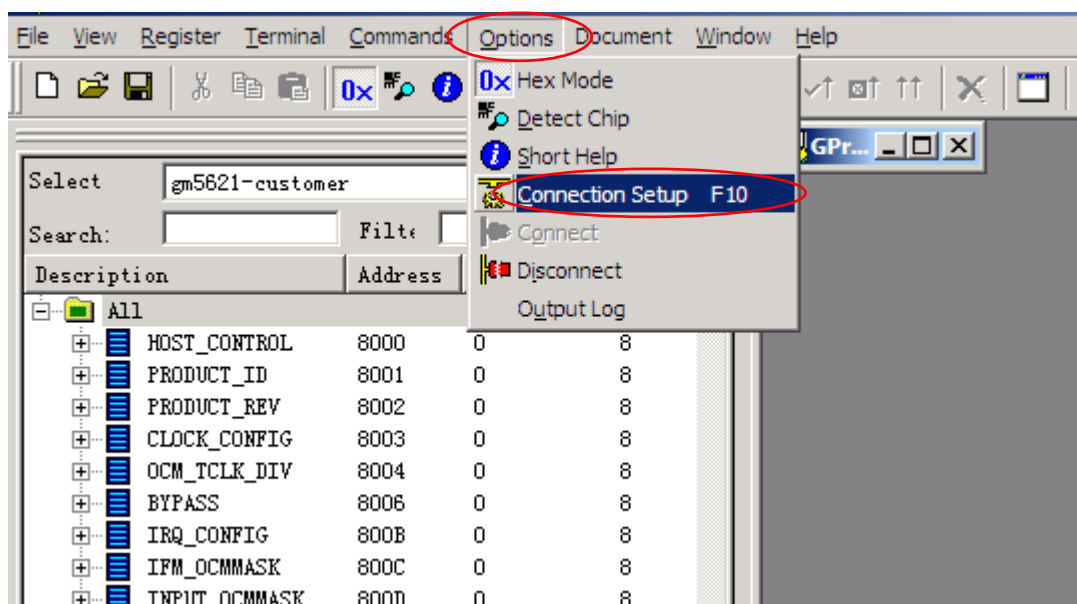 File View Register Terminal Commands Options Document Window Help
0x
0x Hex Mode
Detect Chip
Short Help
Connection Setup F10
Connect
Disconnect
Output Log
GPr...
Select gm5621-customer
Search: Filte
Description Address
All
HOST_CONTROL 8000 0 8
PRODUCT_ID 8001 0 8
PRODUCT_REV 8002 0 8
CLOCK_CONFIG 8003 0 8
OCM_TCLK_DIV 8004 0 8
BYPASS 8006 0 8
IRQ_CONFIG 800B 0 8
IFM_OCMMASK 800C 0 8
INPUT_OCMMASK 800D 0 8